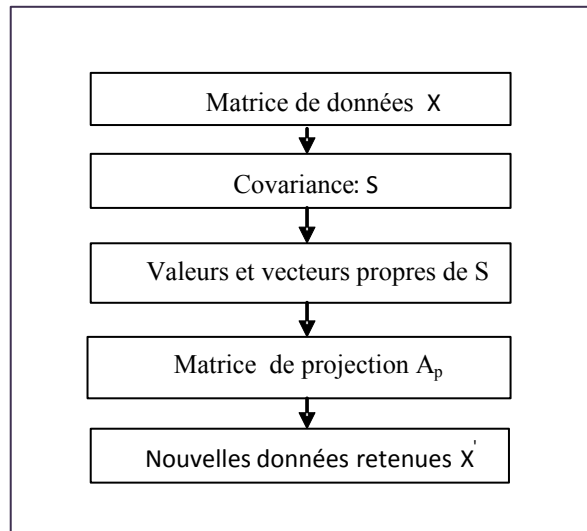 Matrice de données X
Covariance: S
Valeurs et vecteurs propres de S
Matrice de projection Aₚ
Nouvelles données retenues X'